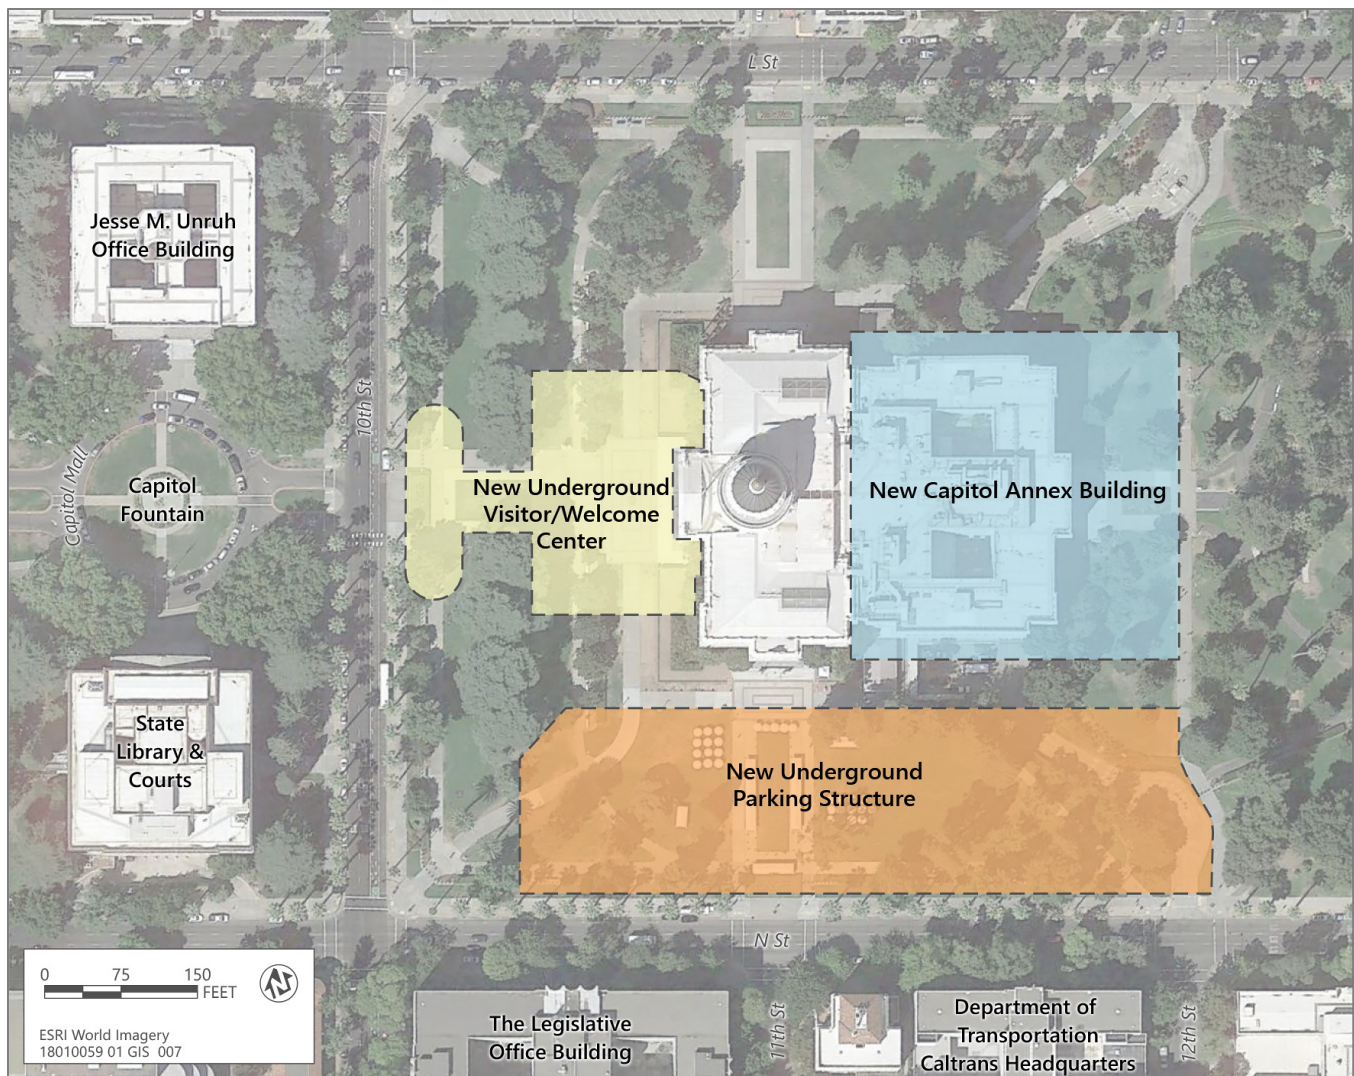 L St
Jesse M. Unruh
Office Building
10th St
Capitol Mall
Capitol
Fountain
New Underground
Visitor/Welcome
Center
New Capitol Annex Building
State
Library &
Courts
New Underground
Parking Structure
N St
0 75 150
FEET
N
ESRI World Imagery
18010059 01 GIS 007
The Legislative
Office Building
11th St
Department of
Transportation
Caltrans Headquarters
12th St